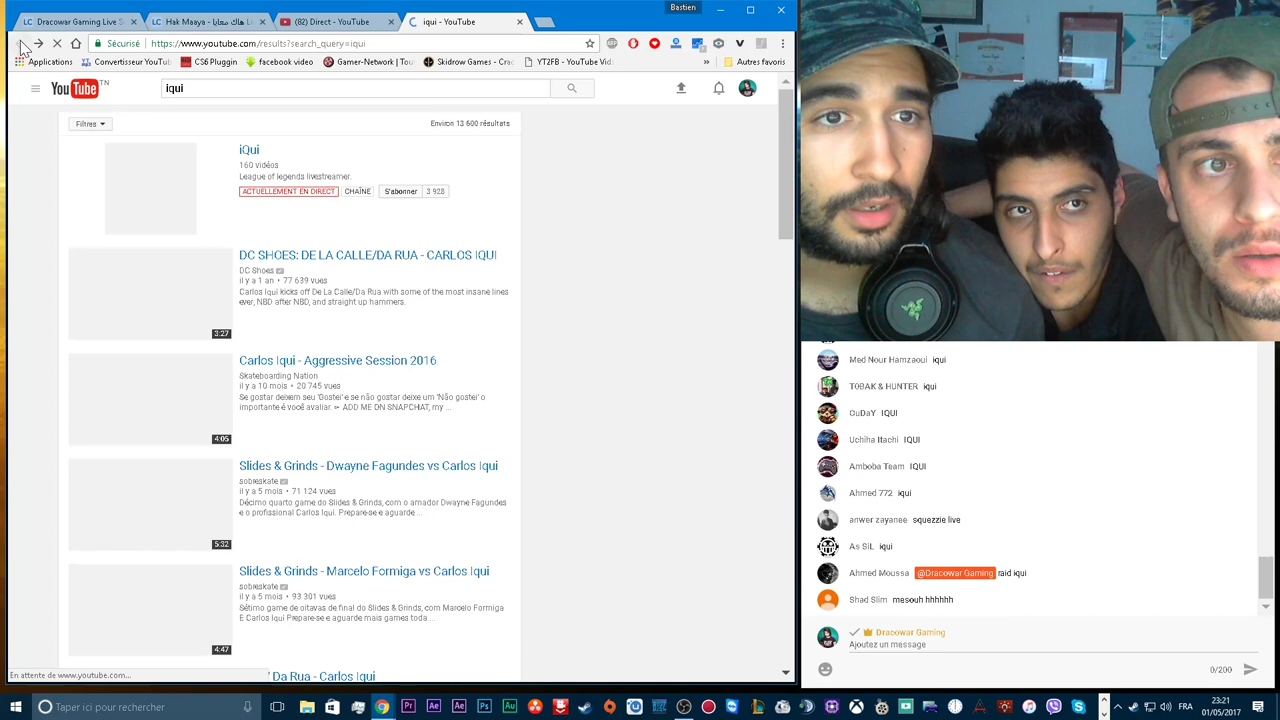 Bastien
Dracowar Gaming Live S
Hak Maaya - هاك معايا L
(82) Direct - YouTube
iqui - YouTube
Sécurisé
https://www.youtube.com/results?search_query=iqui
Applications
Convertisseur YouTub
CS6 Pluggin
facebook video
Gamer-Network | Tou
Skidrow Games - Crac
YT2FB - YouTube Vid
»
Autres favoris
YouTube TN
iqui
Filtres
Environ 13 600 résultats
iQui
160 vidéos
League of legends livestreamer.
ACTUELLEMENT EN DIRECT CHAÎNE S'abonner 3 928
DC SHOES: DE LA CALLE/DA RUA - CARLOS IQUI
DC Shoes
il y a 1 an • 77 639 vues
Carlos Iqui kicks off De La Calle/Da Rua with some of the most insane lines
ever, NBD after NBD, and straight up hammers.
3:27
Carlos Iqui - Aggressive Session 2016
Skateboarding Nation
il y a 10 mois • 20 745 vues
Se gostar deixem seu 'Gostei' e se não gostar deixe um 'Não gostei' o
importante é você avaliar. ➢ ADD ME ON SNAPCHAT, my ...
4:05
Slides & Grinds - Dwayne Fagundes vs Carlos Iqui
sobreskate
il y a 5 mois • 71 124 vues
Décimo quarto game do Slides & Grinds, com o amador Dwayne Fagundes
e o profissional Carlos Iqui. Prepare-se e aguarde ...
5:32
Slides & Grinds - Marcelo Formiga vs Carlos Iqui
sobreskate
il y a 5 mois • 93 301 vues
Sétimo game de oitavas de final do Slides & Grinds, com Marcelo Formiga
E Carlos Iqui Prepare-se e aguarde mais games toda ...
4:47
' Da Rua - Carlos Iqui
En attente de www.youtube.com...
Med Nour Hamzaoui iqui
TOBAK & HUNTER iqui
OuDaY IQUI
Uchiha Itachi IQUI
Amboba Team IQUI
Ahmed 772 iqui
anwer zayanee squezzie live
As SiL iqui
Ahmed Moussa @Dracowar Gaming raid iqui
Shad Slim mesouh hhhhhh
Dracowar Gaming
Ajoutez un message
0/200
Taper ici pour rechercher
FRA
23:21
01/05/2017